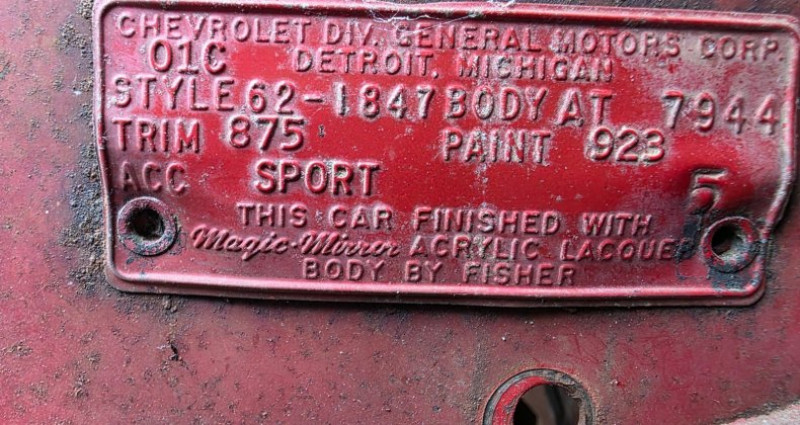 CHEVROLET DIV. GENERAL MOTORS CORP.
01C DETROIT, MICHIGAN
STYLE 62-1847 BODY AT 7944
TRIM 875 PAINT 923
ACC SPORT 5
THIS CAR FINISHED WITH
Magic-Mirror ACRYLIC LACQUER
BODY BY FISHER